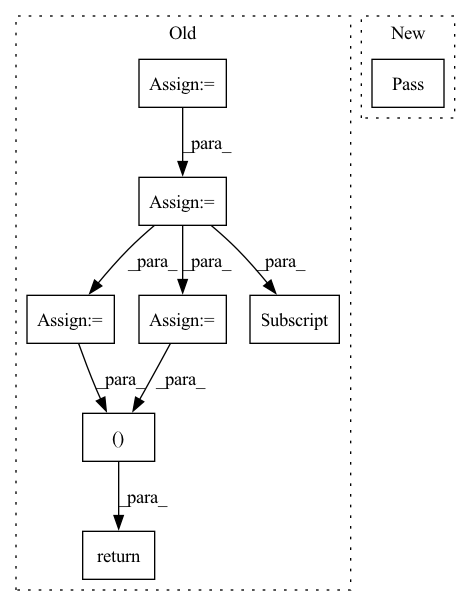 Old
New
Assign:=
Pass
_para_
Assign:=
_para_
_para_
_para_
Assign:=
Assign:=
Subscript
_para_
_para_
()
_para_
return